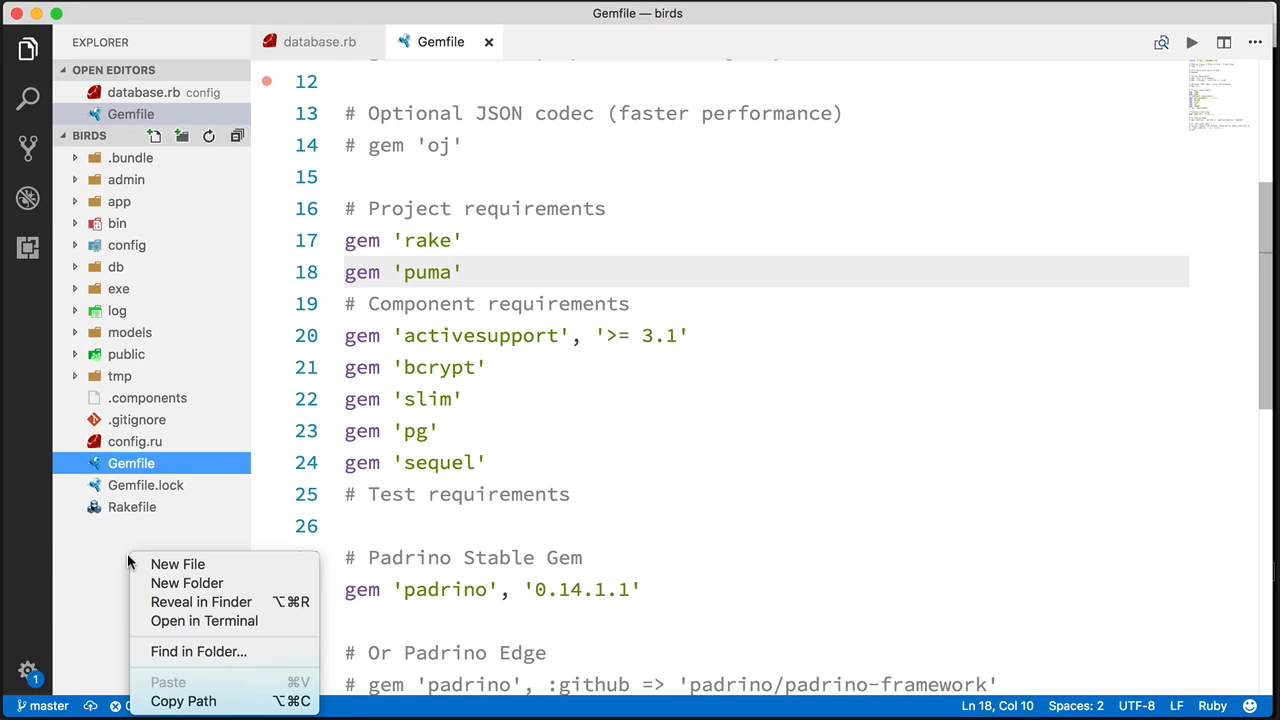 Gemfile — birds
EXPLORER
database.rb
Gemfile
OPEN EDITORS
database.rb config
Gemfile
BIRDS
.bundle
admin
app
bin
config
db
exe
log
models
public
tmp
.components
.gitignore
config.ru
Gemfile
Gemfile.lock
Rakefile
12
13 # Optional JSON codec (faster performance)
14 # gem 'oj'
15
16 # Project requirements
17 gem 'rake'
18 gem 'puma'
19 # Component requirements
20 gem 'activesupport', '>= 3.1'
21 gem 'bcrypt'
22 gem 'slim'
23 gem 'pg'
24 gem 'sequel'
25 # Test requirements
26
# Padrino Stable Gem
gem 'padrino', '0.14.1.1'
# Or Padrino Edge
# gem 'padrino', :github => 'padrino/padrino-framework'
New File
New Folder
Reveal in Finder ⌥⌘R
Open in Terminal
Find in Folder...
Paste ⌘V
Copy Path ⌥⌘C
1
master
Ln 18, Col 10
Spaces: 2
UTF-8
LF
Ruby